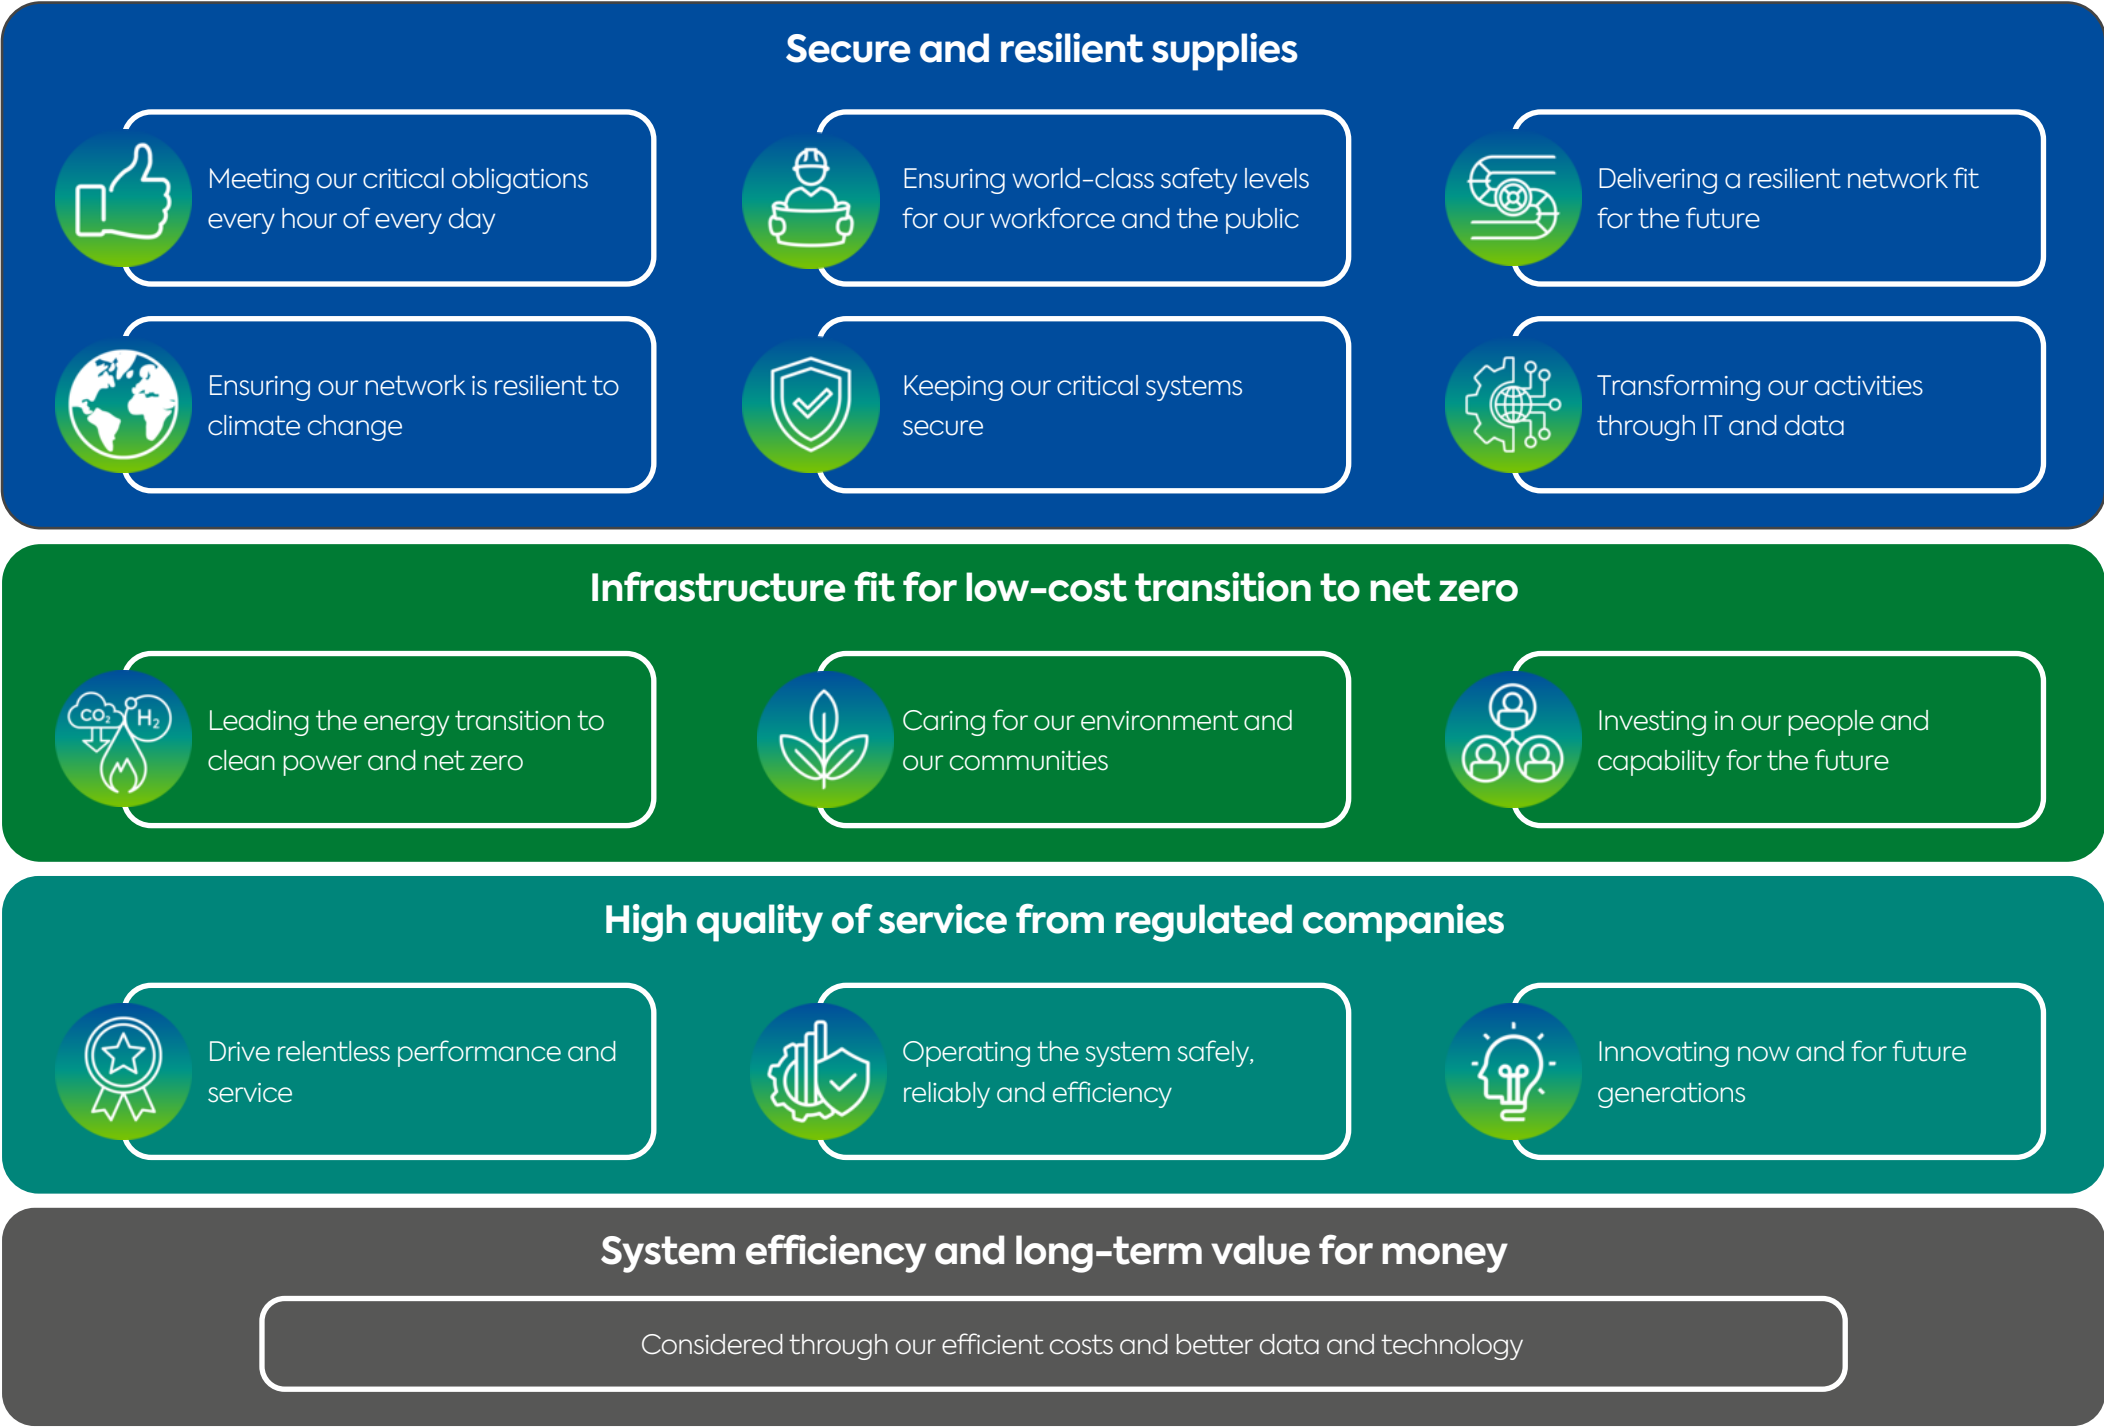 Secure and resilient supplies
Meeting our critical obligations
every hour of every day
Ensuring world-class safety levels
for our workforce and the public
Delivering a resilient network fit
for the future
Ensuring our network is resilient to
climate change
Keeping our critical systems
secure
Transforming our activities
through IT and data
Infrastructure fit for low-cost transition to net zero
CO₂ H₂
Leading the energy transition to
clean power and net zero
Caring for our environment and
our communities
Investing in our people and
capability for the future
High quality of service from regulated companies
Drive relentless performance and
service
Operating the system safely,
reliably and efficiency
Innovating now and for future
generations
System efficiency and long-term value for money
Considered through our efficient costs and better data and technology